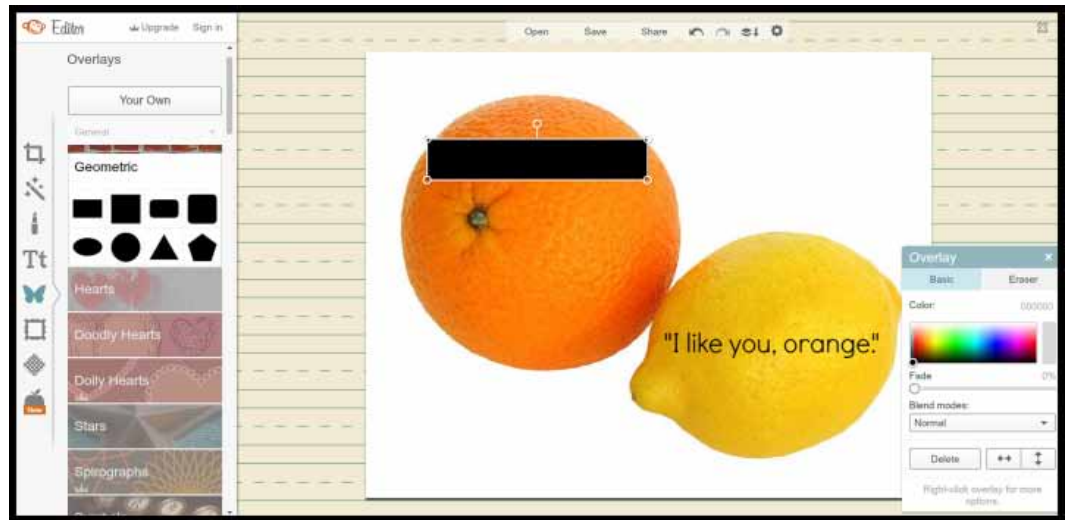 Editor
Upgrade
Sign in
Open
Save
Share
Overlays
Your Own
General
Geometric
Hearts
Doodly Hearts
Doily Hearts
Stars
Spirographs
Tt
New
"I like you, orange."
Overlay
Basic
Eraser
Color:
000000
Fade
0%
Blend modes:
Normal
Delete
Right-click overlay for more
options.